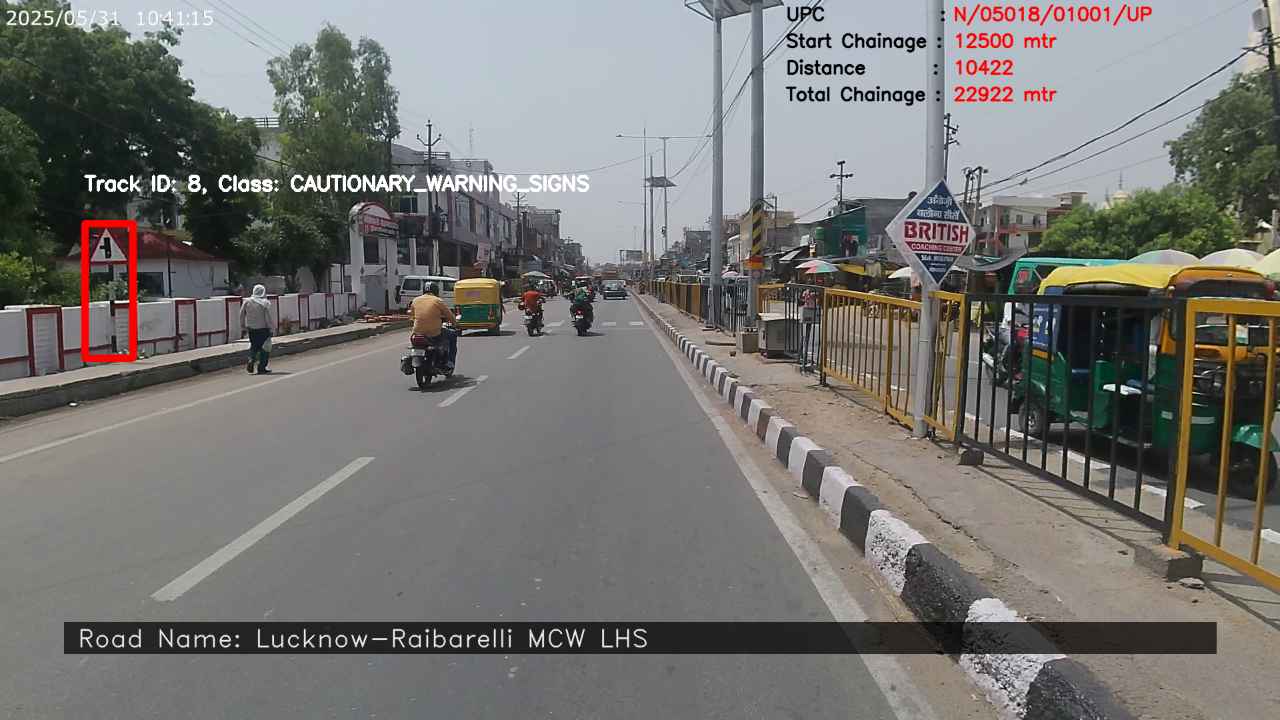 2025/05/31 10:41:15
UPC : N/05018/01001/UP
Start Chainage : 12500 mtr
Distance : 10422
Total Chainage : 22922 mtr
Track ID: 8, Class: CAUTIONARY_WARNING_SIGNS
BRITISH
COACHING CENTER
Road Name: Lucknow-Raibarelli MCW LHS